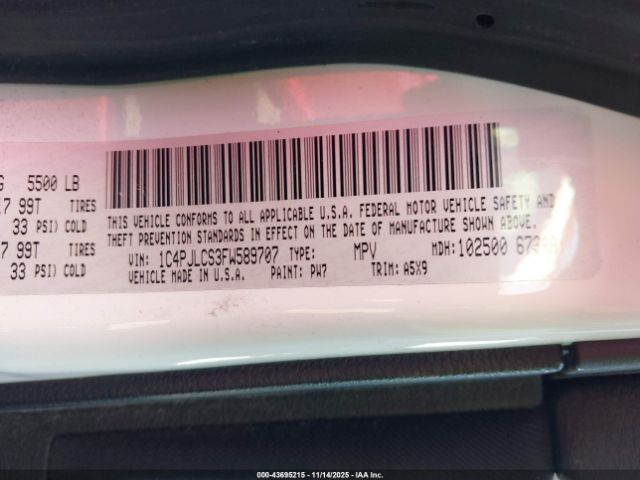 G 5500 LB
7 99T TIRES
33 PSI) COLD
7 99T TIRES
33 PSI) COLD
THIS VEHICLE CONFORMS TO ALL APPLICABLE U.S.A. FEDERAL MOTOR VEHICLE SAFETY AND
THEFT PREVENTION STANDARDS IN EFFECT ON THE DATE OF MANUFACTURE SHOWN ABOVE.
VIN: 1C4PJLCS3FW589707 TYPE: MPV MDH: 102500
VEHICLE MADE IN U.S.A. PAINT: PW7 TRIM: A5X9
000-43695215 - 11/14/2025 - IAAI, Inc.